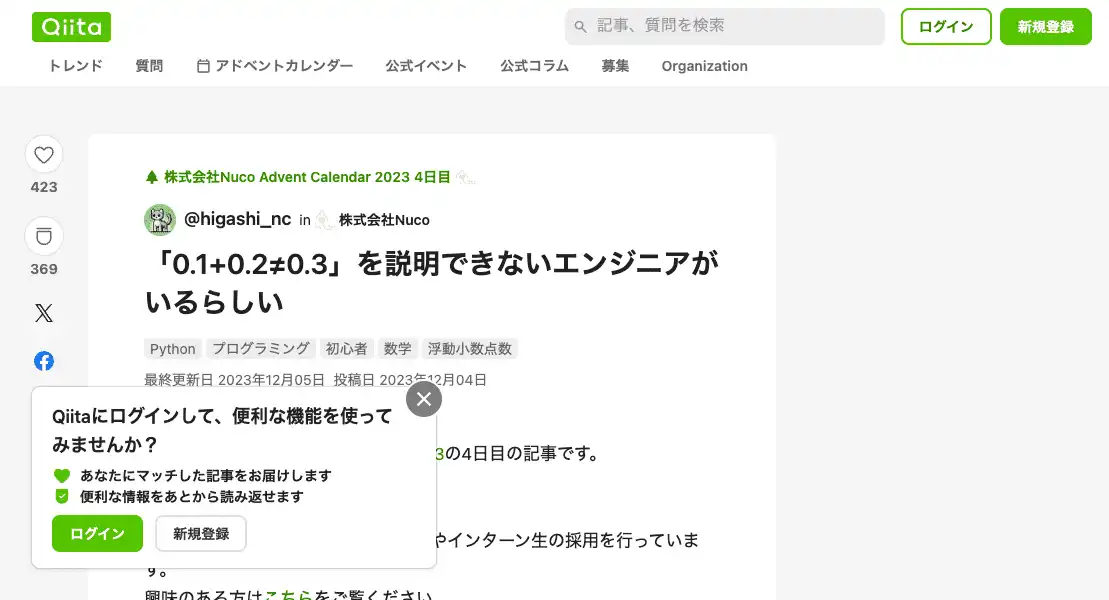 Qiita
記事、質問を検索
ログイン
新規登録
トレンド
質問
アドベントカレンダー
公式イベント
公式コラム
募集
Organization
423
369
株式会社Nuco Advent Calendar 2023 4日目
@higashi_nc in 株式会社Nuco
「0.1+0.2≠0.3」を説明できないエンジニアが
いるらしい
Python
プログラミング
初心者
数学
浮動小数点数
最終更新日 2023年12月05日 投稿日 2023年12月04日
Qiitaにログインして、便利な機能を使って
みませんか？
あなたにマッチした記事をお届けします
便利な情報をあとから読み返せます
ログイン
新規登録
3の4日目の記事です。
やインターン生の採用を行っていま
す。
興味のある方はこちらをご覧ください